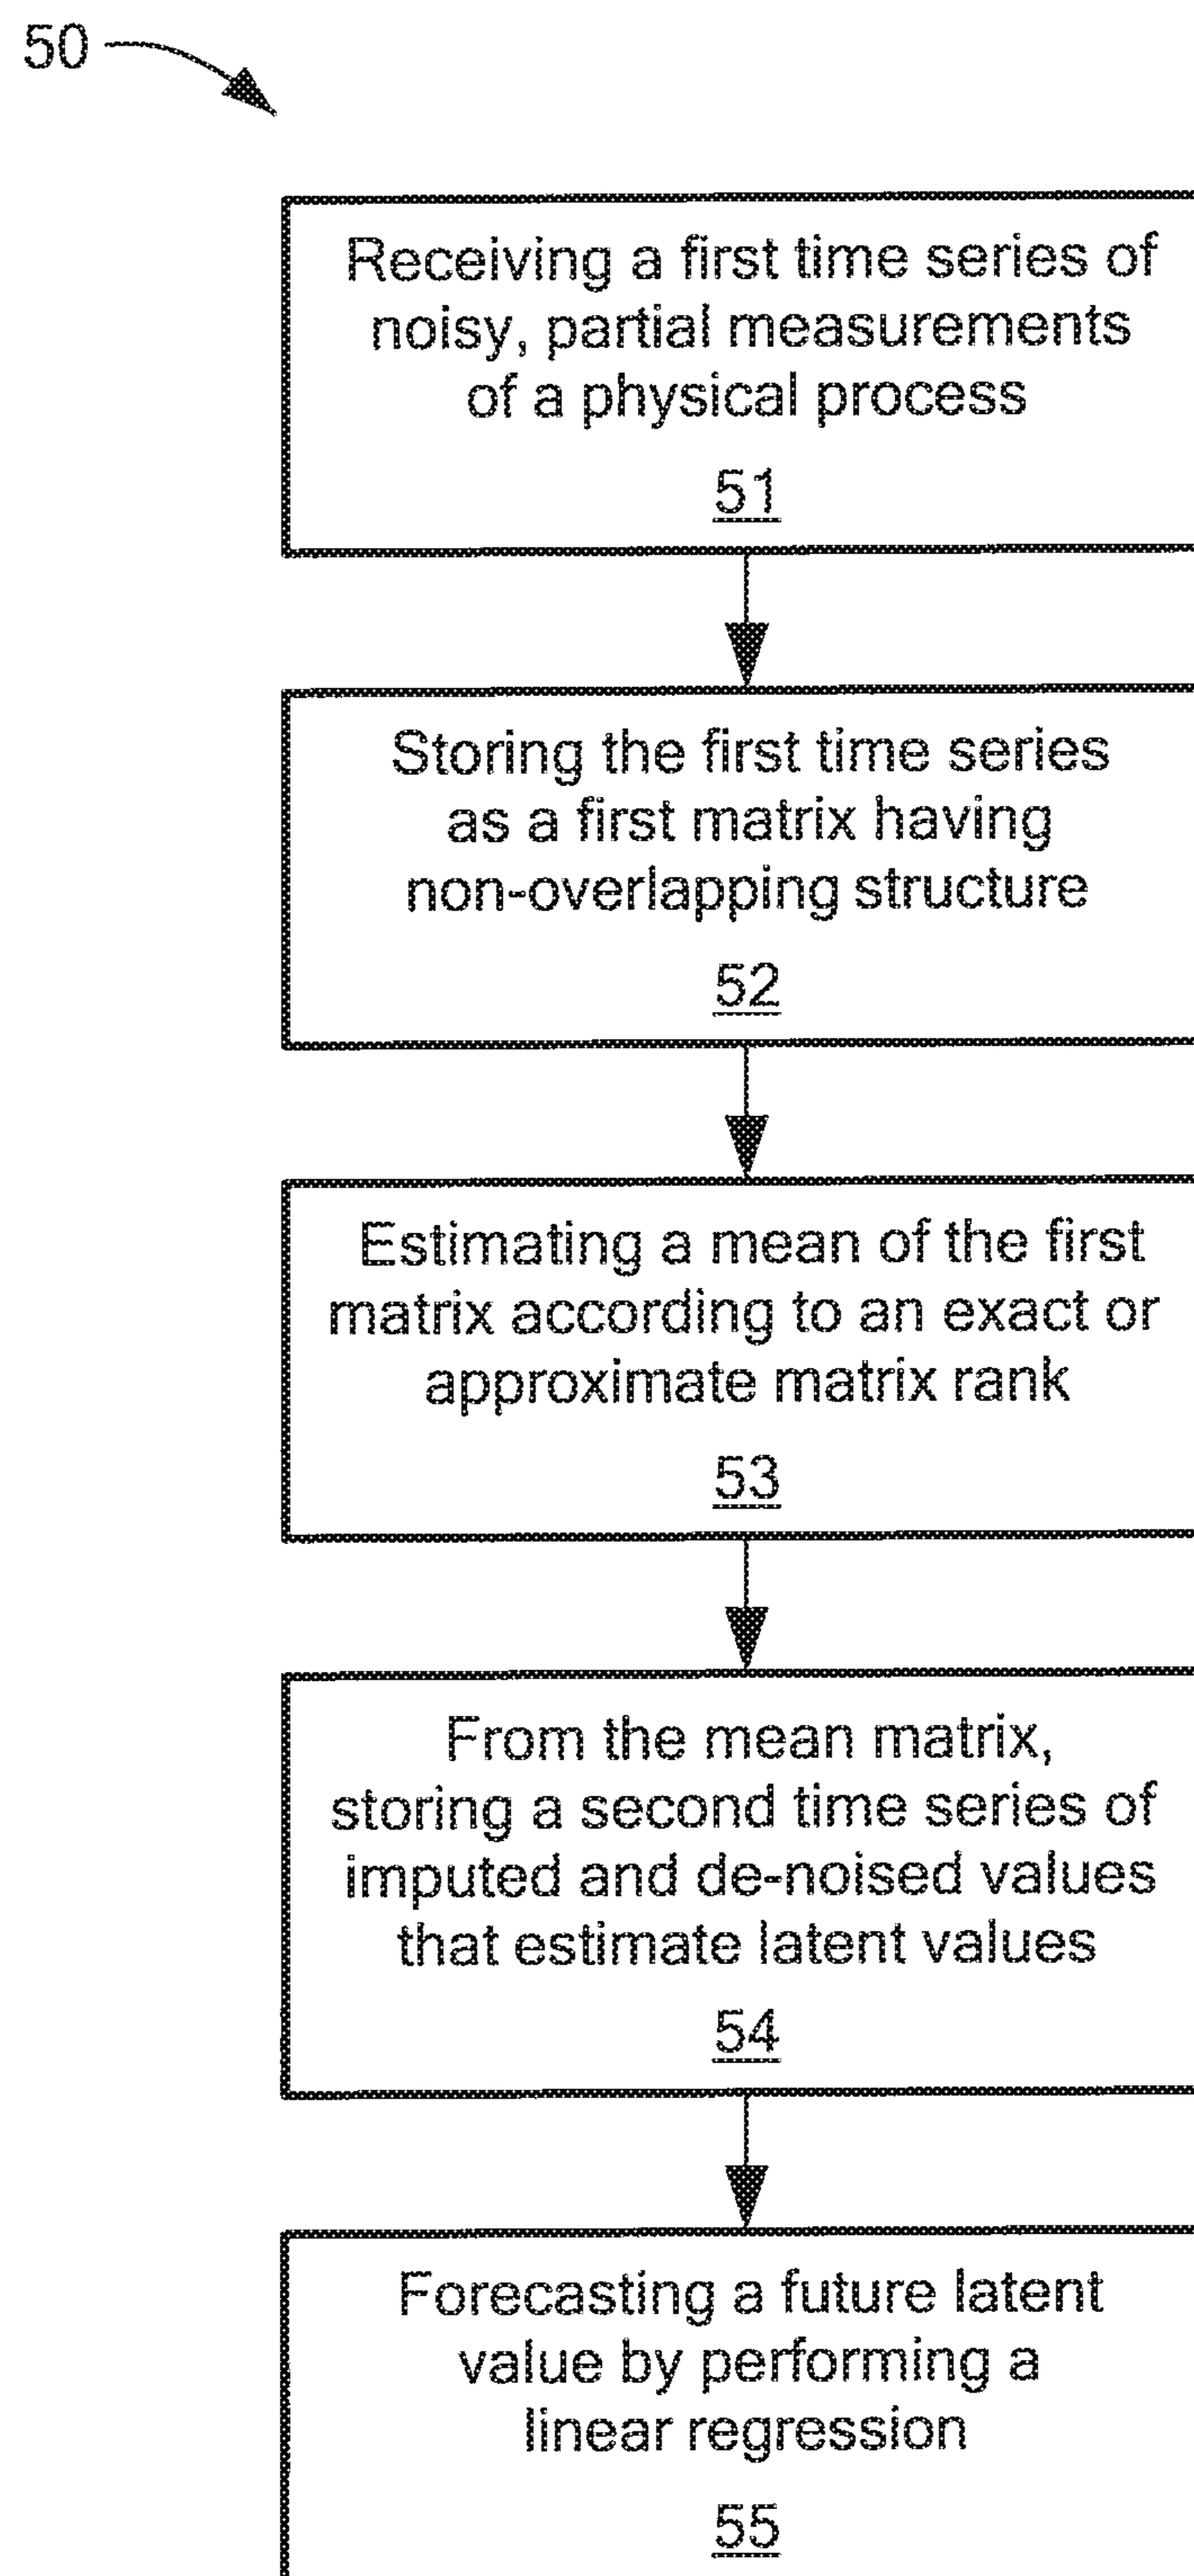 50
Receiving a first time series of
noisy, partial measurements
of a physical process
51
Storing the first time series
as a first matrix having
non-overlapping structure
52
Estimating a mean of the first
matrix according to an exact or
approximate matrix rank
53
From the mean matrix,
storing a second time series of
imputed and de-noised values
that estimate latent values
54
Forecasting a future latent
value by performing a
linear regression
55